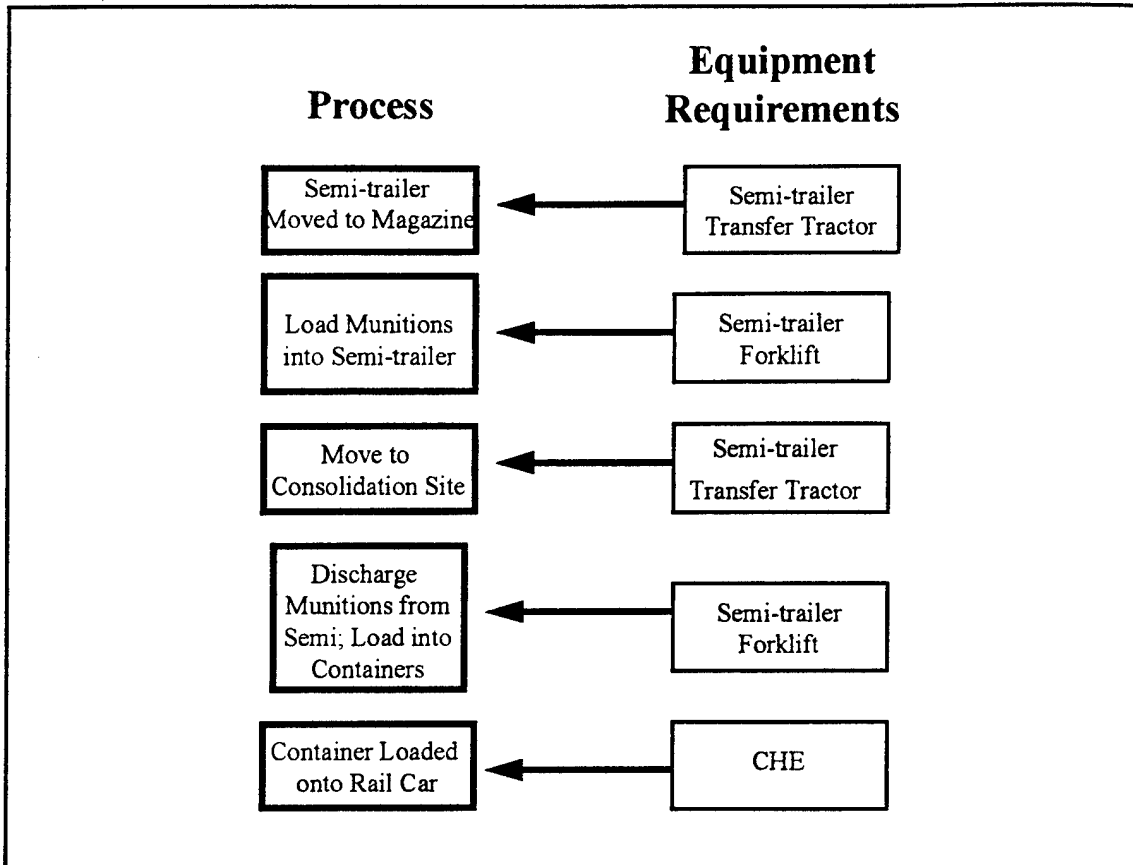 Process
Equipment
Requirements
Semi-trailer
Moved to Magazine
Semi-trailer
Transfer Tractor
Load Munitions
into Semi-trailer
Semi-trailer
Forklift
Move to
Consolidation Site
Semi-trailer
Transfer Tractor
Discharge
Munitions from
Semi; Load into
Containers
Semi-trailer
Forklift
Container Loaded
onto Rail Car
CHE